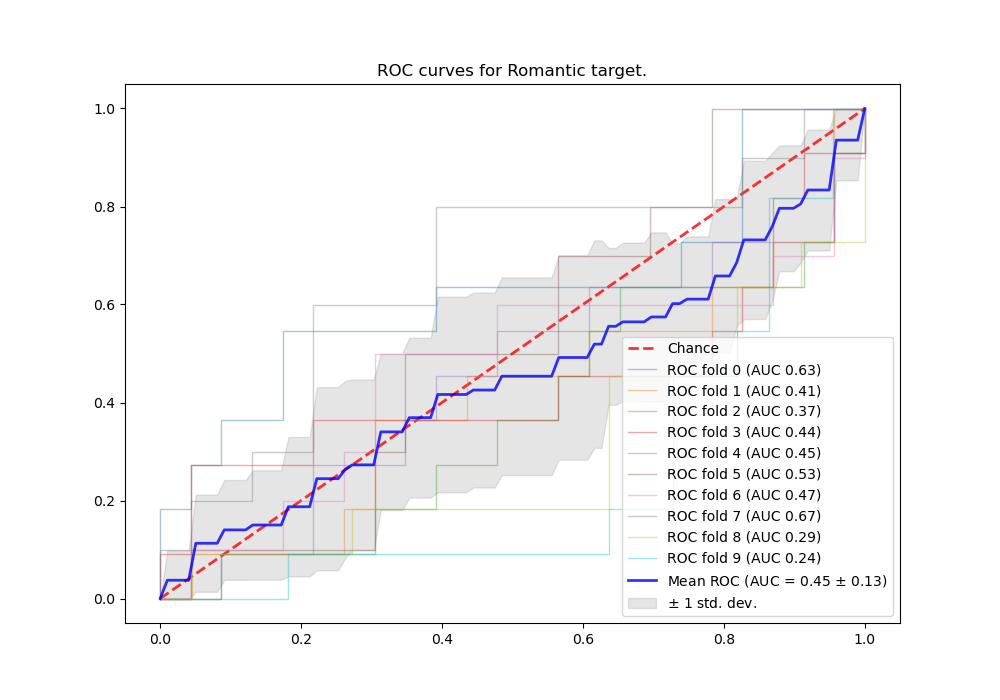 ROC curves for Romantic target.
1.0
0.8
0.6
0.4
0.2
0.0
0.0 0.2 0.4 0.6 0.8 1.0
Chance
ROC fold 0 (AUC 0.63)
ROC fold 1 (AUC 0.41)
ROC fold 2 (AUC 0.37)
ROC fold 3 (AUC 0.44)
ROC fold 4 (AUC 0.45)
ROC fold 5 (AUC 0.53)
ROC fold 6 (AUC 0.47)
ROC fold 7 (AUC 0.67)
ROC fold 8 (AUC 0.29)
ROC fold 9 (AUC 0.24)
Mean ROC (AUC = 0.45 ± 0.13)
± 1 std. dev.